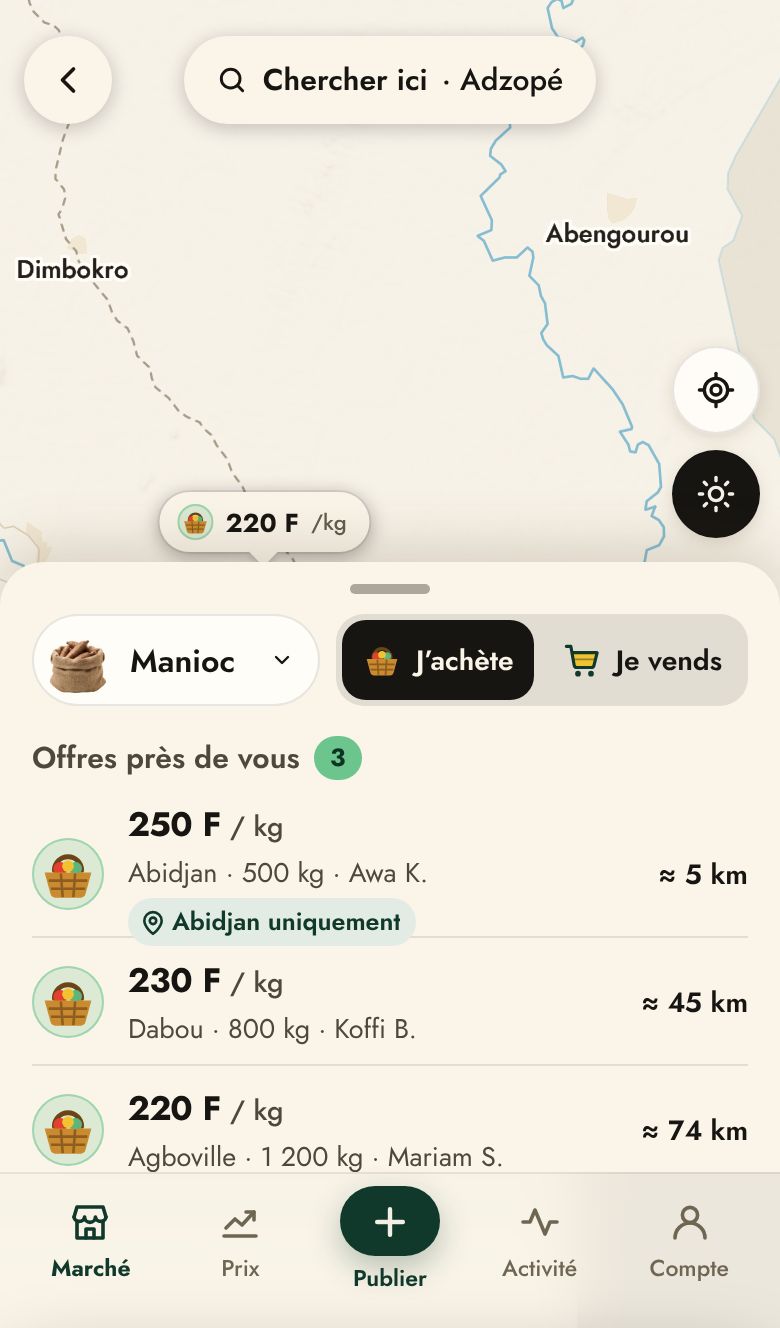 Chercher ici · Adzopé
Abengourou
Dimbokro
220 F /kg
Manioc
J'achète
Je vends
Offres près de vous 3
250 F / kg
Abidjan · 500 kg · Awa K.
≈ 5 km
Abidjan uniquement
230 F / kg
Dabou · 800 kg · Koffi B.
≈ 45 km
220 F / kg
Agboville · 1 200 kg · Mariam S.
≈ 74 km
Marché
Prix
Publier
Activité
Compte